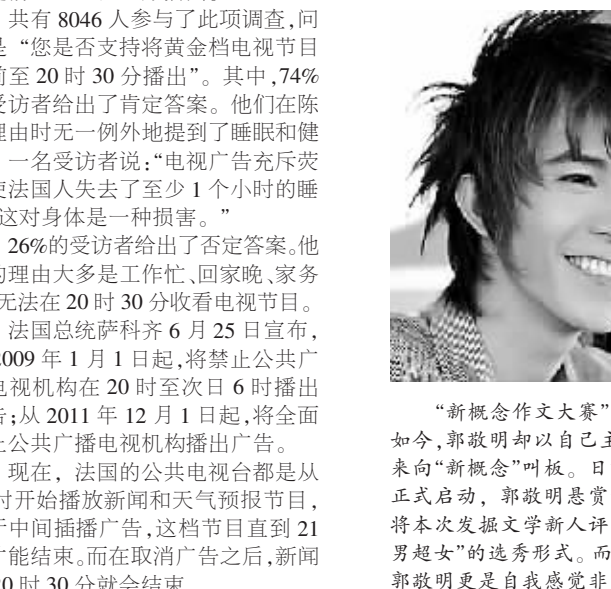 共有 8046 人参与了此项调查,问
是“您是否支持将黄金档电视节目
前至 20 时 30 分播出”。其中,74%
受访者给出了肯定答案。他们在陈
理由时无一例外地提到了睡眠和健
一名受访者说:“电视广告充斥荧
使法国人失去了至少 1 个小时的睡
这对身体是一种损害。”
26%的受访者给出了否定答案。他
的理由大多是工作忙、回家晚、家务
无法在 20 时 30 分收看电视节目。
法国总统萨科齐 6 月 25 日宣布,
2009 年 1 月 1 日起,将禁止公共广
电视机构在 20 时至次日 6 时播出
告;从 2011 年 12 月 1 日起,将全面
止公共广播电视机构播出广告。
现在，法国的公共电视台都是从
时开始播放新闻和天气预报节目,
于中间插播广告,这档节目直到 21
才能结束。而在取消广告之后,新闻
20 时 30 分就会结束
“新概念作文大赛”
如今,郭敬明却以自己主
来向“新概念”叫板。日
正式启动，郭敬明悬赏
将本次发掘文学新人评
男超女”的选秀形式。而
郭敬明更是自我感觉非